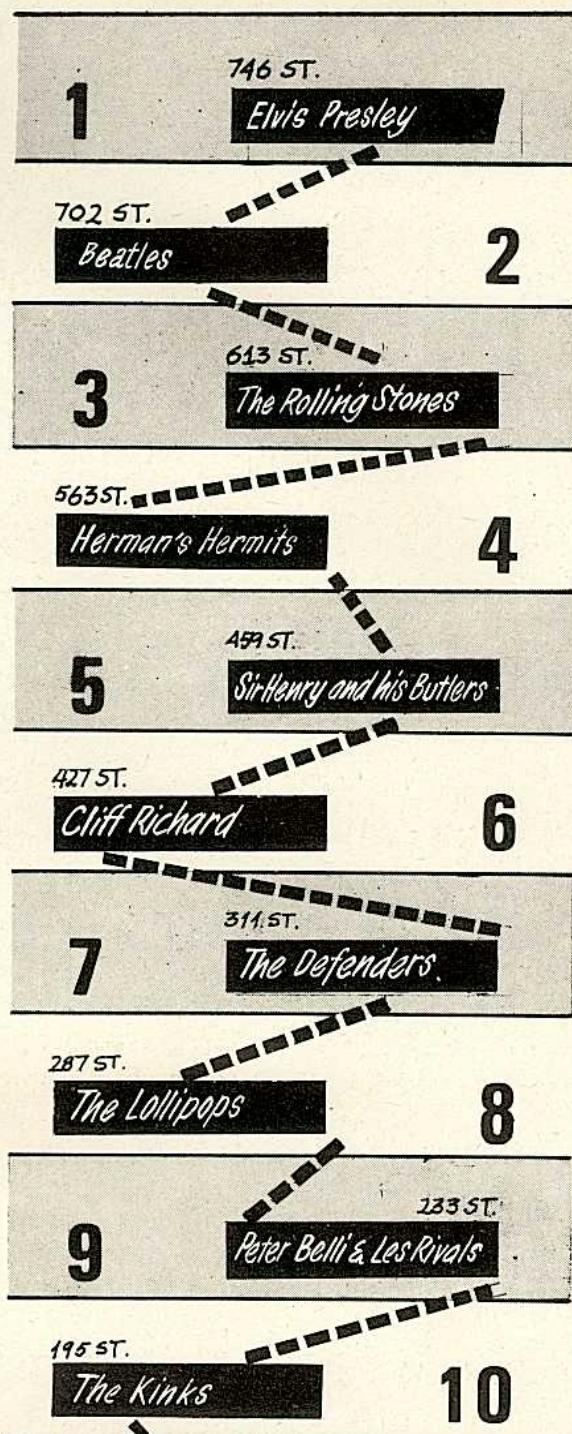 1
746 ST.
Elvis Presley
702 ST.
Beatles
2
3
613 ST.
The Rolling Stones
563 ST.
Herman's Hermits
4
5
459 ST.
Sir Henry and his Butlers
427 ST.
Cliff Richard
6
7
311 ST.
The Defenders
287 ST.
The Lollipops
8
9
233 ST.
Peter Belli & Les Rivals
195 ST.
The Kinks
10